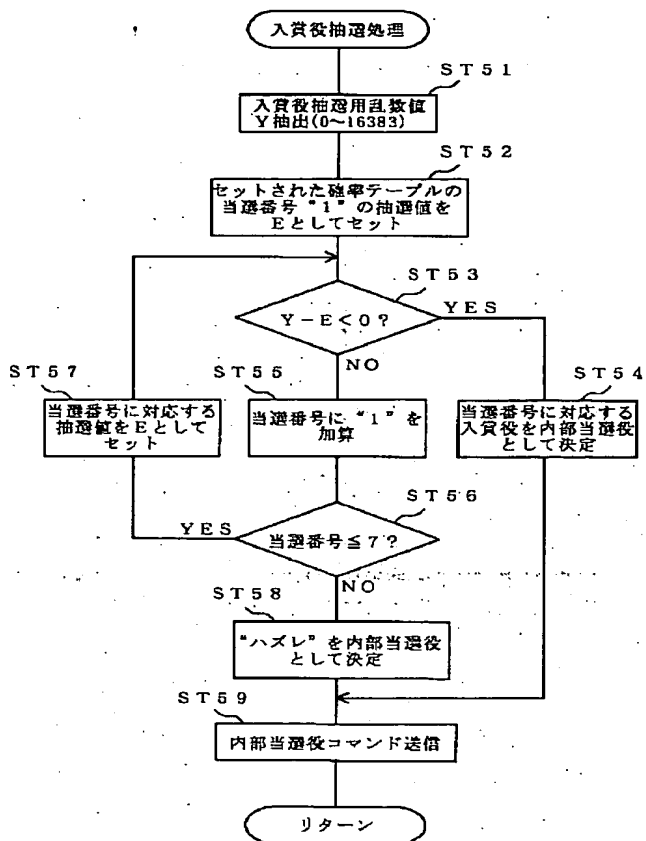 入賞役抽選処理
ST51
入賞役抽選用乱数値
Y抽出(0～16383)
ST52
セットされた確率テーブルの
当選番号“1”の抽選値を
Eとしてセット
ST53
Y－E＜0？
YES
NO
ST57
ST55
ST54
当選番号に対応する
抽選値をEとして
セット
当選番号に“1”を
加算
当選番号に対応する
入賞役を内部当選役
として決定
ST56
YES
当選番号≦7？
NO
ST58
“ハズレ”を内部当選役
として決定
ST59
内部当選役コマンド送信
リターン